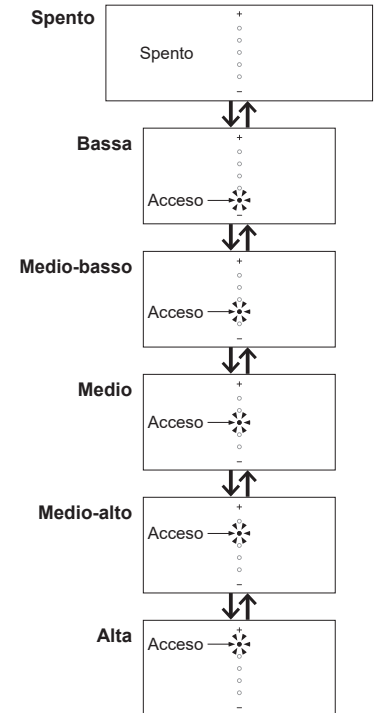 Spento
+
Spento
−
Bassa
+
Acceso
−
Medio-basso
+
Acceso
−
Medio
+
Acceso
−
Medio-alto
+
Acceso
−
Alta
+
Acceso
−